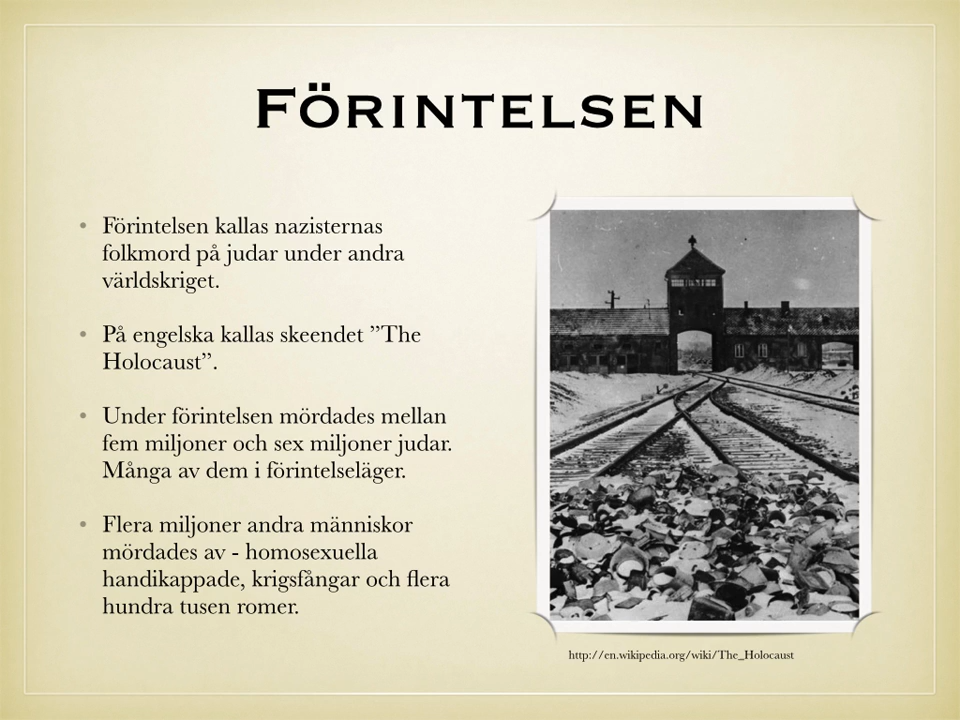 FÖRINTELSEN
• Förintelsen kallas nazisternas
folkmord på judar under andra
världskriget.
• På engelska kallas skeendet ”The
Holocaust”.
• Under förintelsen mördades mellan
fem miljoner och sex miljoner judar.
Många av dem i förintelseläger.
• Flera miljoner andra människor
mördades av - homosexuella
handikappade, krigsfångar och flera
hundra tusen romer.
http://en.wikipedia.org/wiki/The_Holocaust